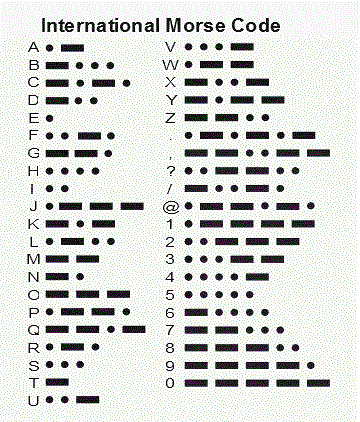 International Morse Code
A • −
B − • • •
C − • − •
D − • •
E •
F • • − •
G − − •
H • • • •
I • •
J • − − −
K − • −
L • − • •
M − −
N − •
O − − −
P • − − •
Q − − • −
R • − •
S • • •
T −
U • • −
V • • • −
W • − −
X − • • −
Y − • − −
Z − − • •
. • − • − • −
, − − • • − −
? • • − − • •
/ − • • − •
@ • − − • − •
1 • − − − −
2 • • − − −
3 • • • − −
4 • • • • −
5 • • • • •
6 − • • • •
7 − − • • •
8 − − − • •
9 − − − − •
0 − − − − −